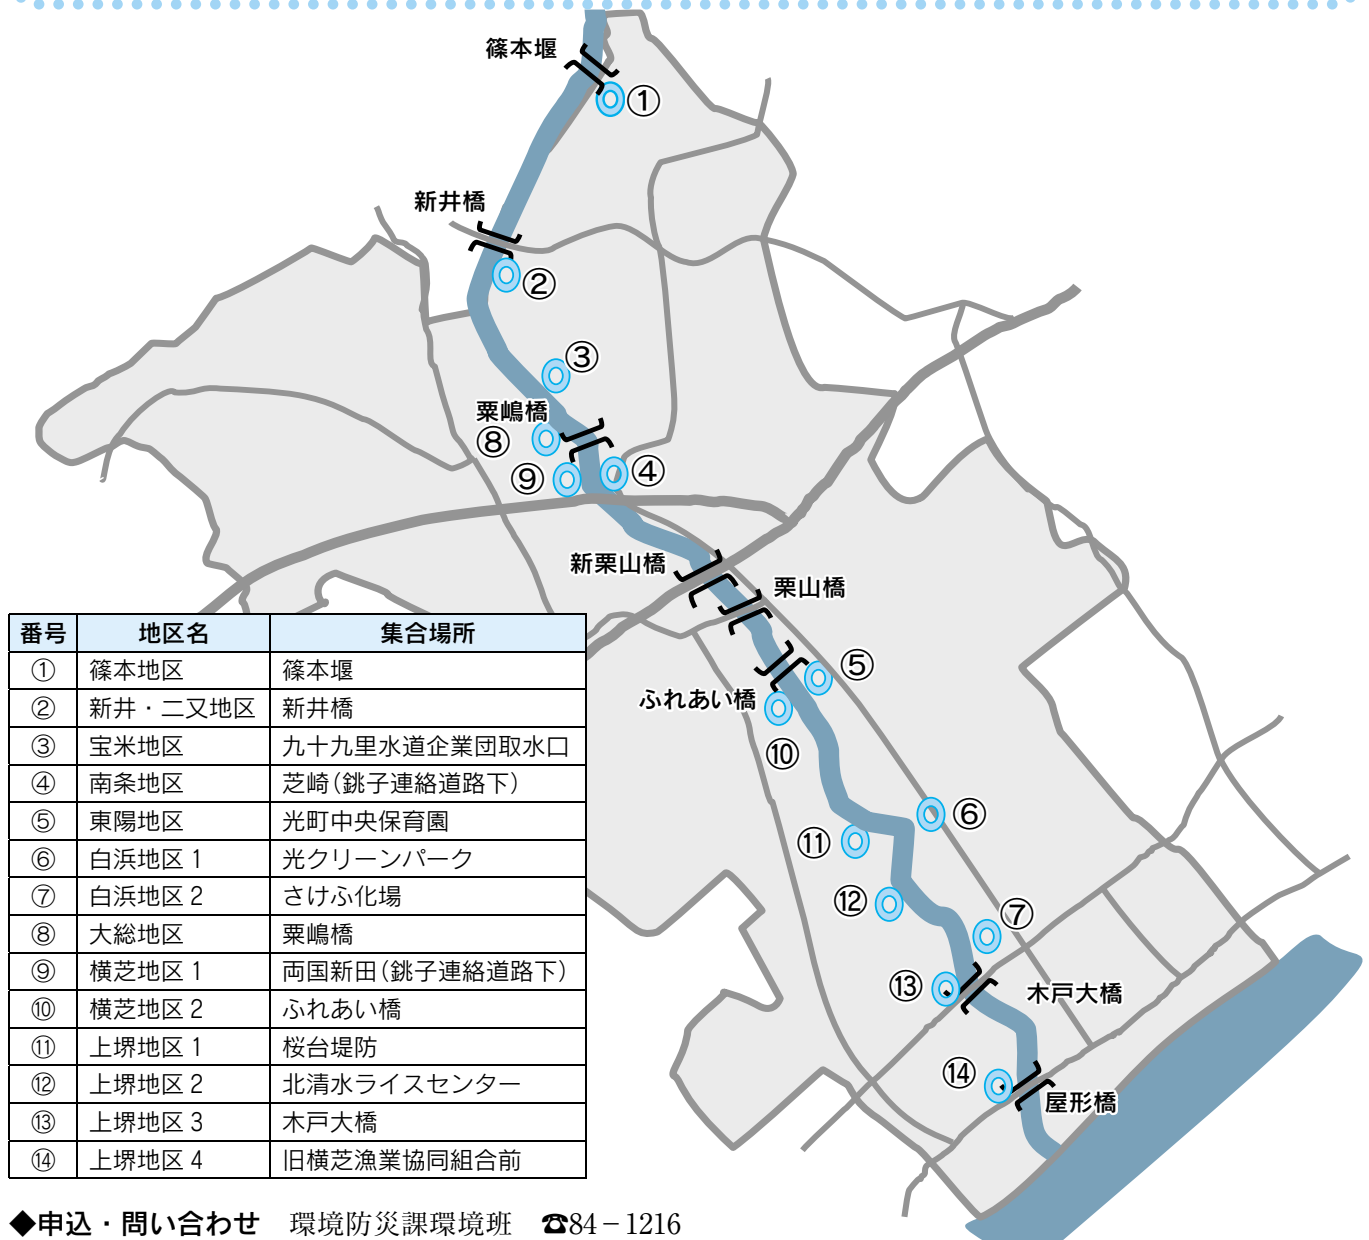 篠本堰
①
新井橋
②
③
粟嶋橋
⑧
⑨
④
新栗山橋
栗山橋
⑤
ふれあい橋
⑩
⑥
⑪
⑫
⑦
⑬
木戸大橋
⑭
屋形橋
番号 地区名 集合場所
① 篠本地区 篠本堰
② 新井・二又地区 新井橋
③ 宝米地区 九十九里水道企業団取水口
④ 南条地区 芝崎(銚子連絡道路下)
⑤ 東陽地区 光町中央保育園
⑥ 白浜地区1 光クリーンパーク
⑦ 白浜地区2 さけふ化場
⑧ 大総地区 粟嶋橋
⑨ 横芝地区1 両国新田(銚子連絡道路下)
⑩ 横芝地区2 ふれあい橋
⑪ 上堺地区1 桜台堤防
⑫ 上堺地区2 北清水ライスセンター
⑬ 上堺地区3 木戸大橋
⑭ 上堺地区4 旧横芝漁業協同組合前
◆申込・問い合わせ 環境防災課環境班 ☎84－1216